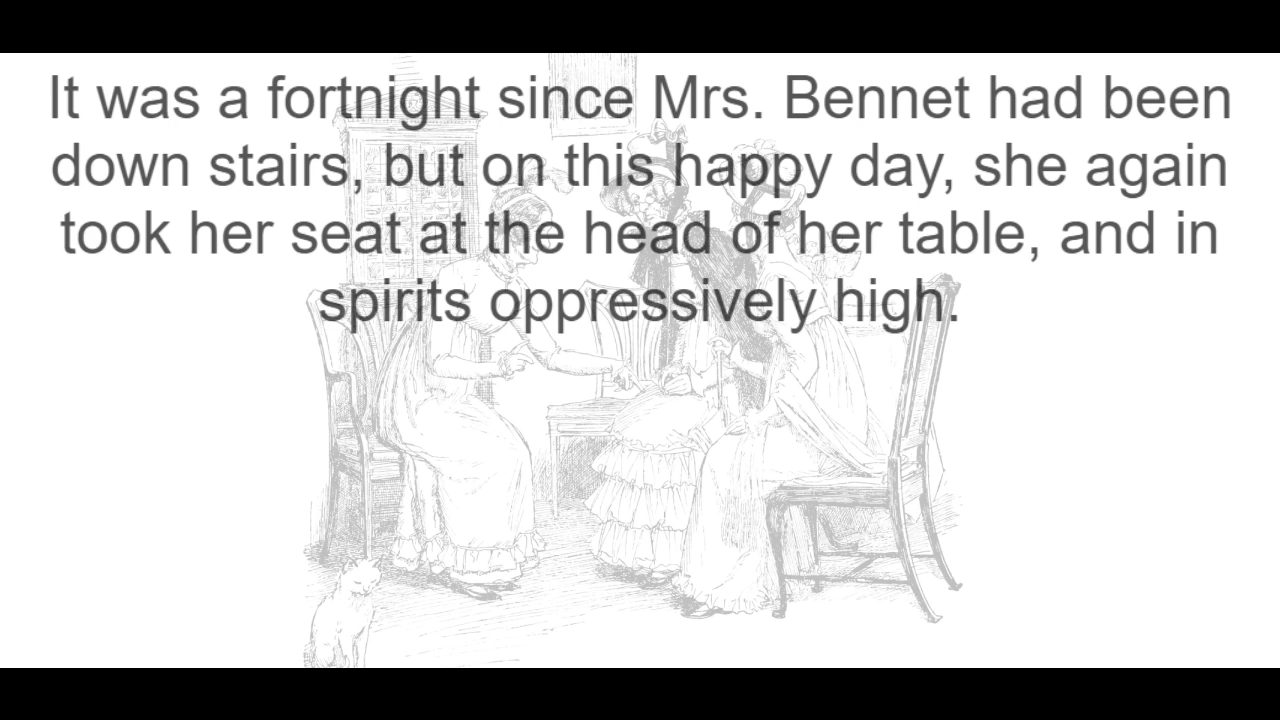 It was a fortnight since Mrs. Bennet had been
down stairs, but on this happy day, she again
took her seat at the head of her table, and in
spirits oppressively high.